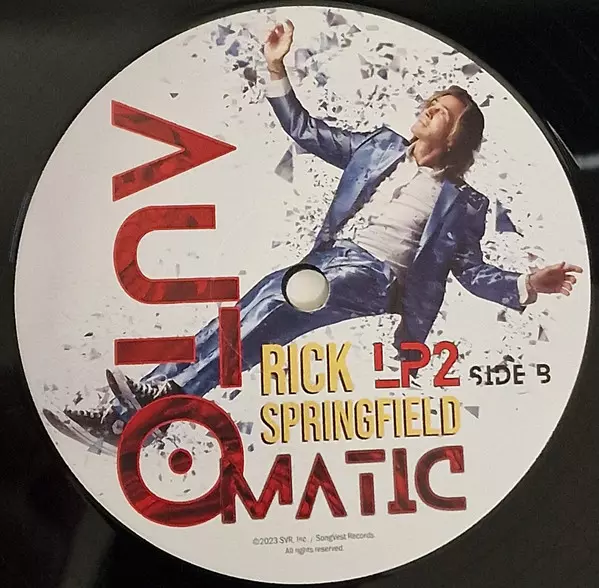 AUTO
MATIC
RICK
SPRINGFIELD
LP2 SIDE B
©2023 SVR, Inc. / SongVest Records.
All rights reserved.